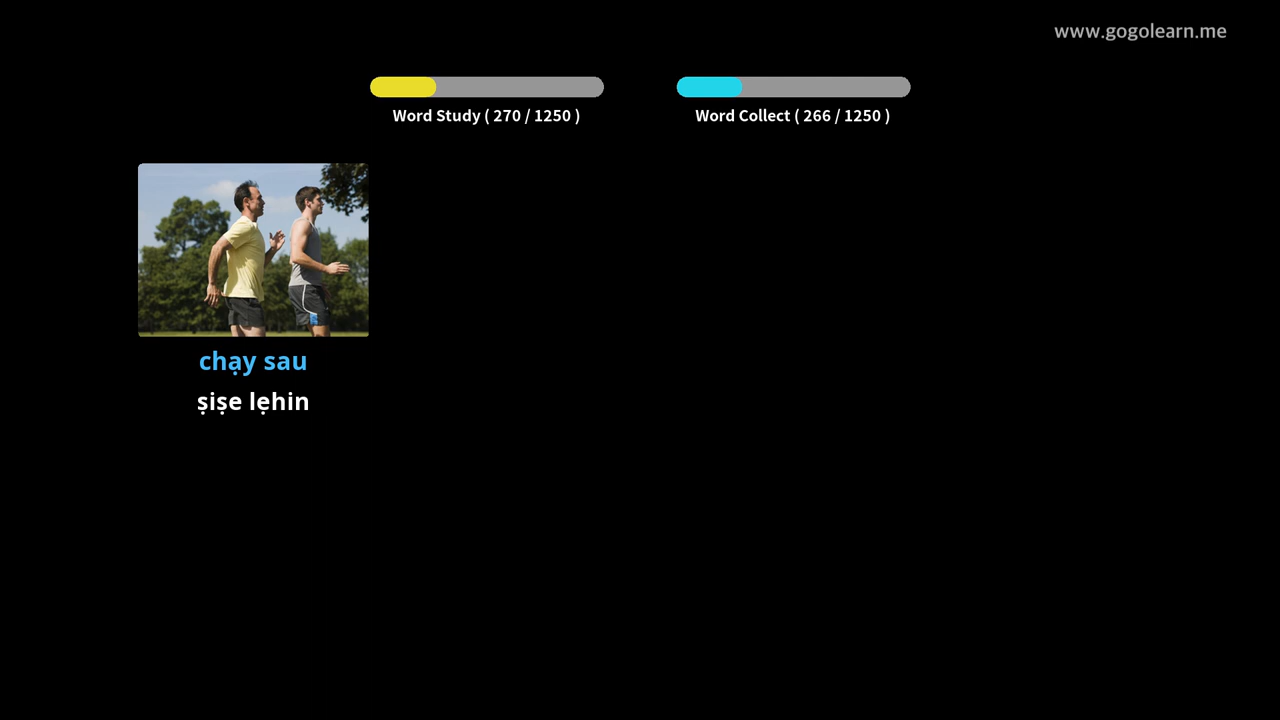 www.gogolearn.me
Word Study ( 270 / 1250 )
Word Collect ( 266 / 1250 )
chạy sau
ṣiṣe lẹhin